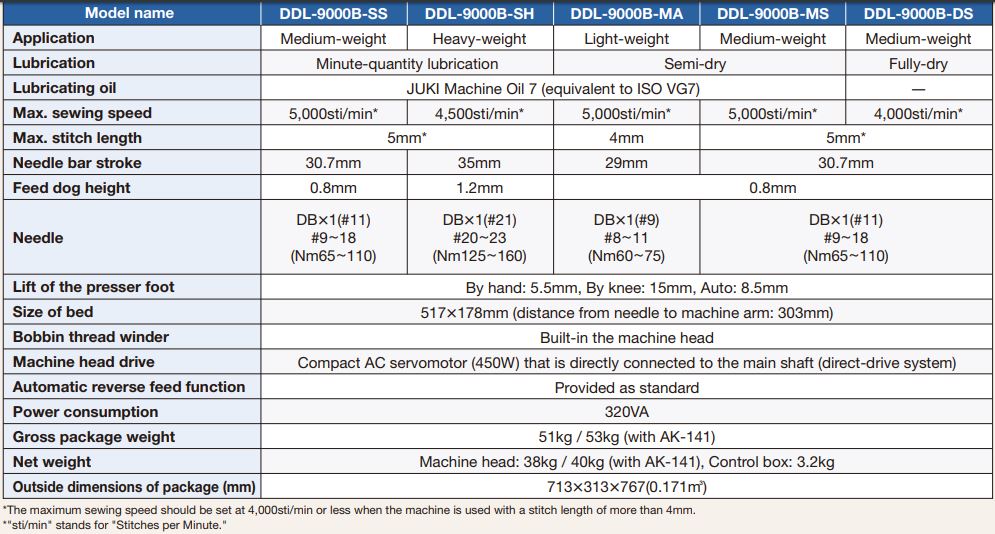 Model name DDL-9000B-SS DDL-9000B-SH DDL-9000B-MA DDL-9000B-MS DDL-9000B-DS
Application Medium-weight Heavy-weight Light-weight Medium-weight Medium-weight
Lubrication Minute-quantity lubrication Semi-dry Fully-dry
Lubricating oil JUKI Machine Oil 7 (equivalent to ISO VG7) —
Max. sewing speed 5,000sti/min* 4,500sti/min* 5,000sti/min* 5,000sti/min* 4,000sti/min*
Max. stitch length 5mm* 4mm 5mm*
Needle bar stroke 30.7mm 35mm 29mm 30.7mm
Feed dog height 0.8mm 1.2mm 0.8mm
Needle
DB×1(#11) DB×1(#21) DB×1(#9) DB×1(#11)
#9~18 #20~23 #8~11 #9~18
(Nm65~110) (Nm125~160) (Nm60~75) (Nm65~110)
Lift of the presser foot By hand: 5.5mm, By knee: 15mm, Auto: 8.5mm
Size of bed 517×178mm (distance from needle to machine arm: 303mm)
Bobbin thread winder Built-in the machine head
Machine head drive Compact AC servomotor (450W) that is directly connected to the main shaft (direct-drive system)
Automatic reverse feed function Provided as standard
Power consumption 320VA
Gross package weight 51kg / 53kg (with AK-141)
Net weight Machine head: 38kg / 40kg (with AK-141), Control box: 3.2kg
Outside dimensions of package (mm) 713×313×767(0.171㎥)
*The maximum sewing speed should be set at 4,000sti/min or less when the machine is used with a stitch length of more than 4mm.
*"sti/min" stands for "Stitches per Minute."